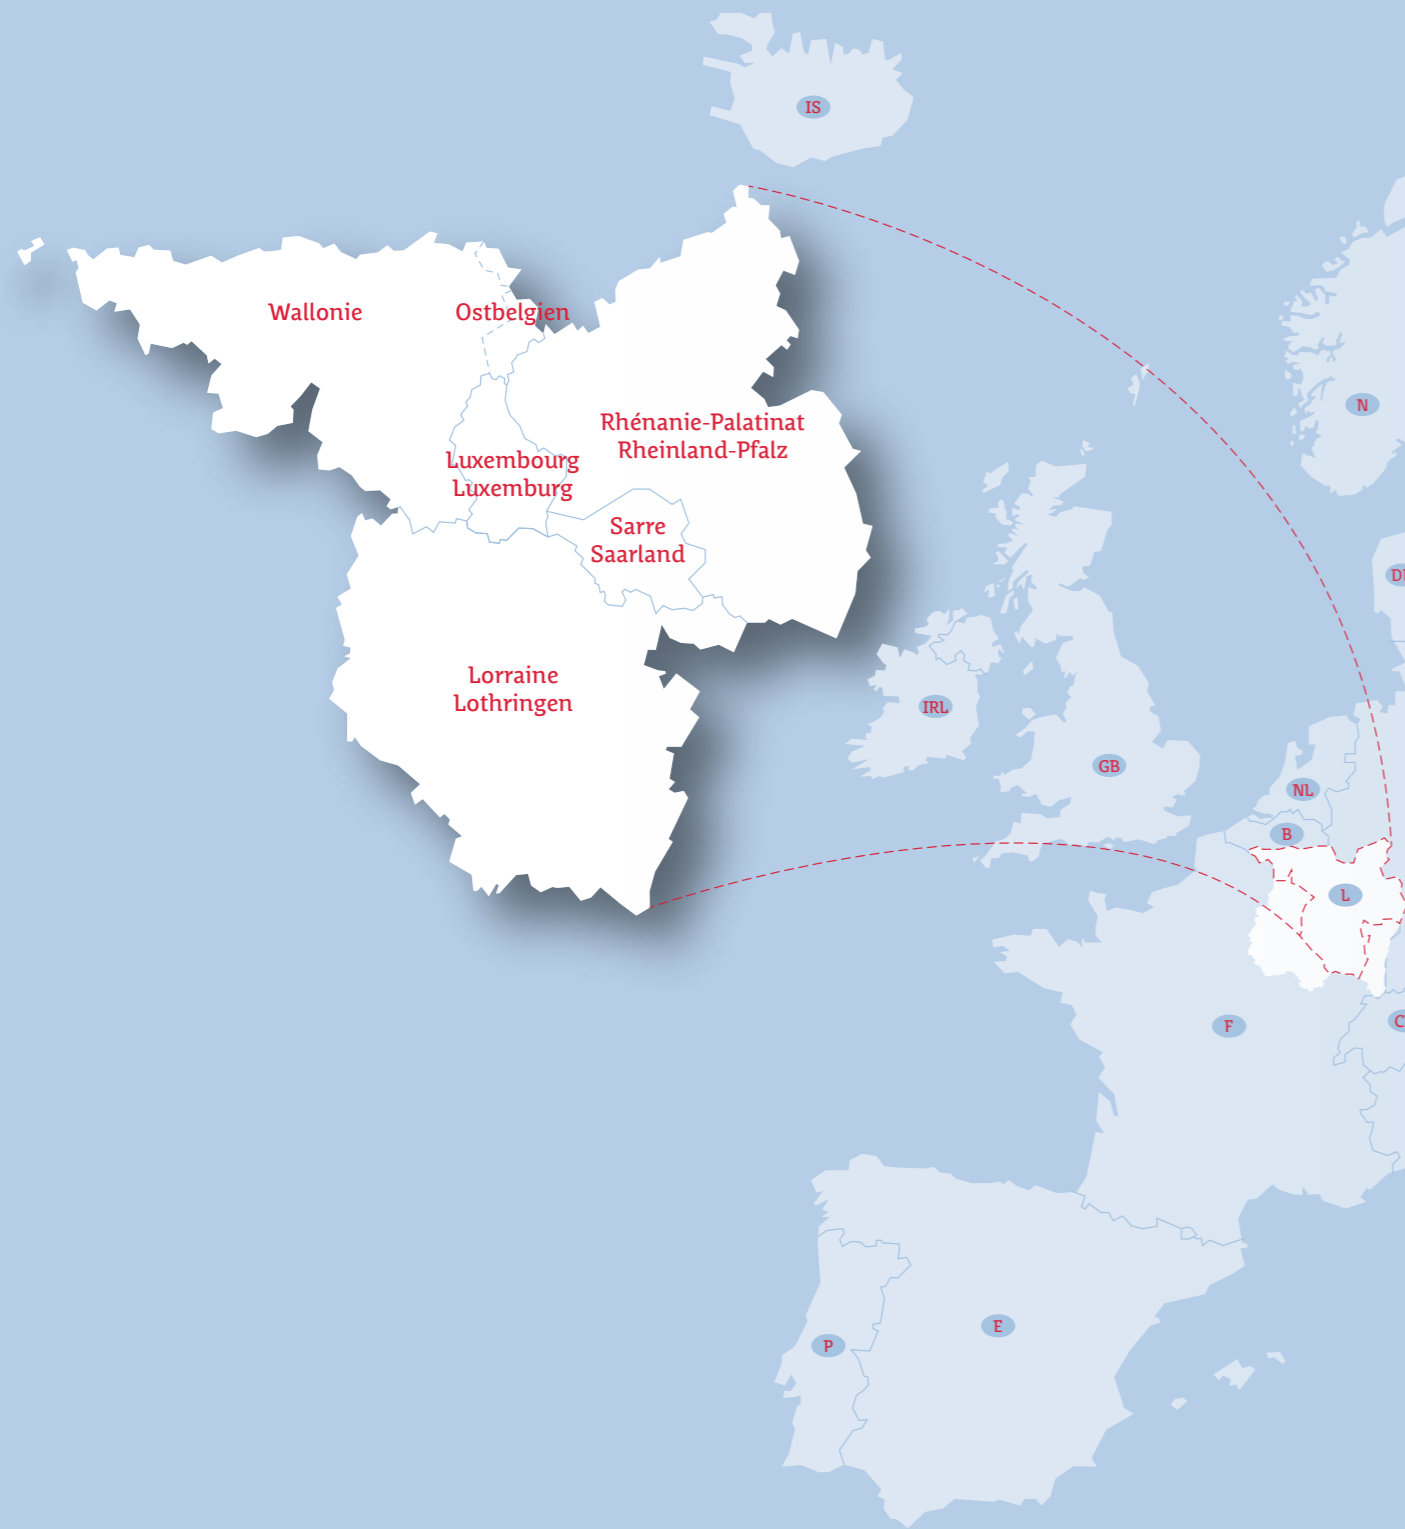 IS
Wallonie
Ostbelgien
Rhénanie-Palatinat
Rheinland-Pfalz
Luxembourg
Luxemburg
Sarre
Saarland
Lorraine
Lothringen
N
IRL
GB
NL
B
L
F
C
E
P